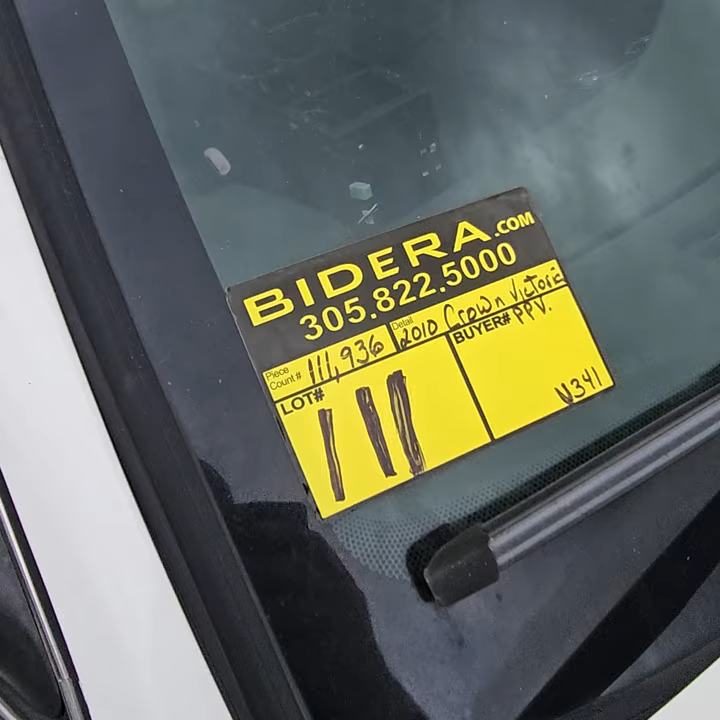 BIDERA.COM
305.822.5000
Piece Count# 111,936 Detail 2010 Crown Victoria
LOT# 111 BUYER# PPV.
V341